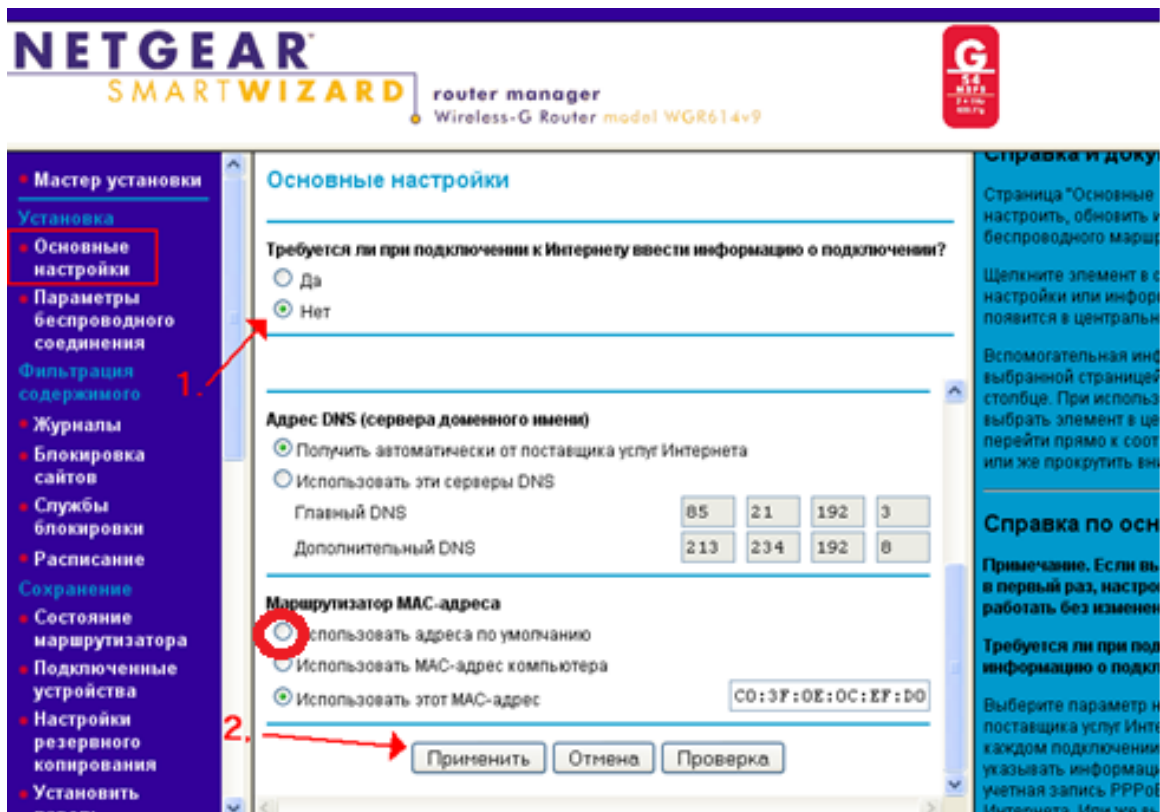 NETGEAR
SMARTWIZARD
router manager
Wireless-G Router model WGR614v9
G
54
Мастер установки
Установка
Основные
настройки
Параметры
беспроводного
соединения
Фильтрация
содержимого
Журналы
Блокировка
сайтов
Службы
блокировки
Расписание
Сохранение
Состояние
маршрутизатора
Подключенные
устройства
Настройки
резервного
копирования
Установить
1.
2.
Основные настройки
Требуется ли при подключении к Интернету ввести информацию о подключении?
Да
Нет
Адрес DNS (сервера доменного имени)
Получить автоматически от поставщика услуг Интернета
Использовать эти серверы DNS
Главный DNS 85 21 192 3
Дополнительный DNS 213 234 192 8
Маршрутизатор MAC-адреса
спользовать адреса по умолчанию
Использовать MAC-адрес компьютера
Использовать этот MAC-адрес C0:3F:0E:0C:EF:D0
Применить Отмена Проверка
Справка и доку
Страница "Основные
настроить, обновить и
беспроводного маршр
Щелкните элемент в с
настройки или инфор
появится в центральн
Вспомогательная инф
выбранной страницей
столбце. При использ
выбрать элемент в це
перейти прямо к соот
или же прокрутить вни
Справка по осн
Примечание. Если вы
в первый раз, настро
работать без изменен
Требуется ли при под
информацию о подкл
Выберите параметр н
поставщика услуг Инте
каждом подключении
указывать информаци
учетная запись PPPoE